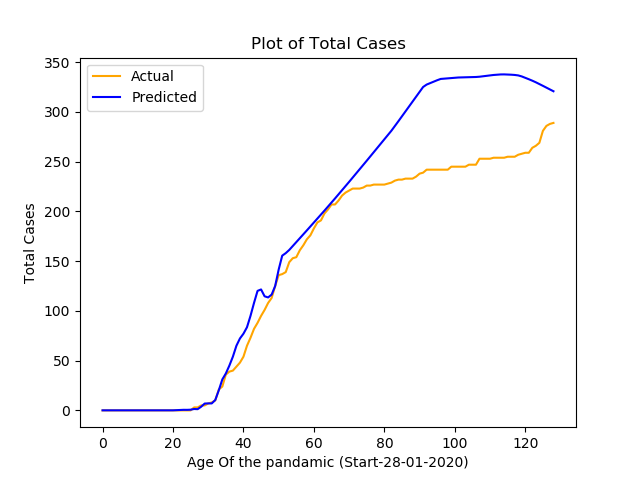 Plot of Total Cases
Actual
Predicted
350
300
250
200
150
100
50
0
Total Cases
0 20 40 60 80 100 120
Age Of the pandamic (Start-28-01-2020)